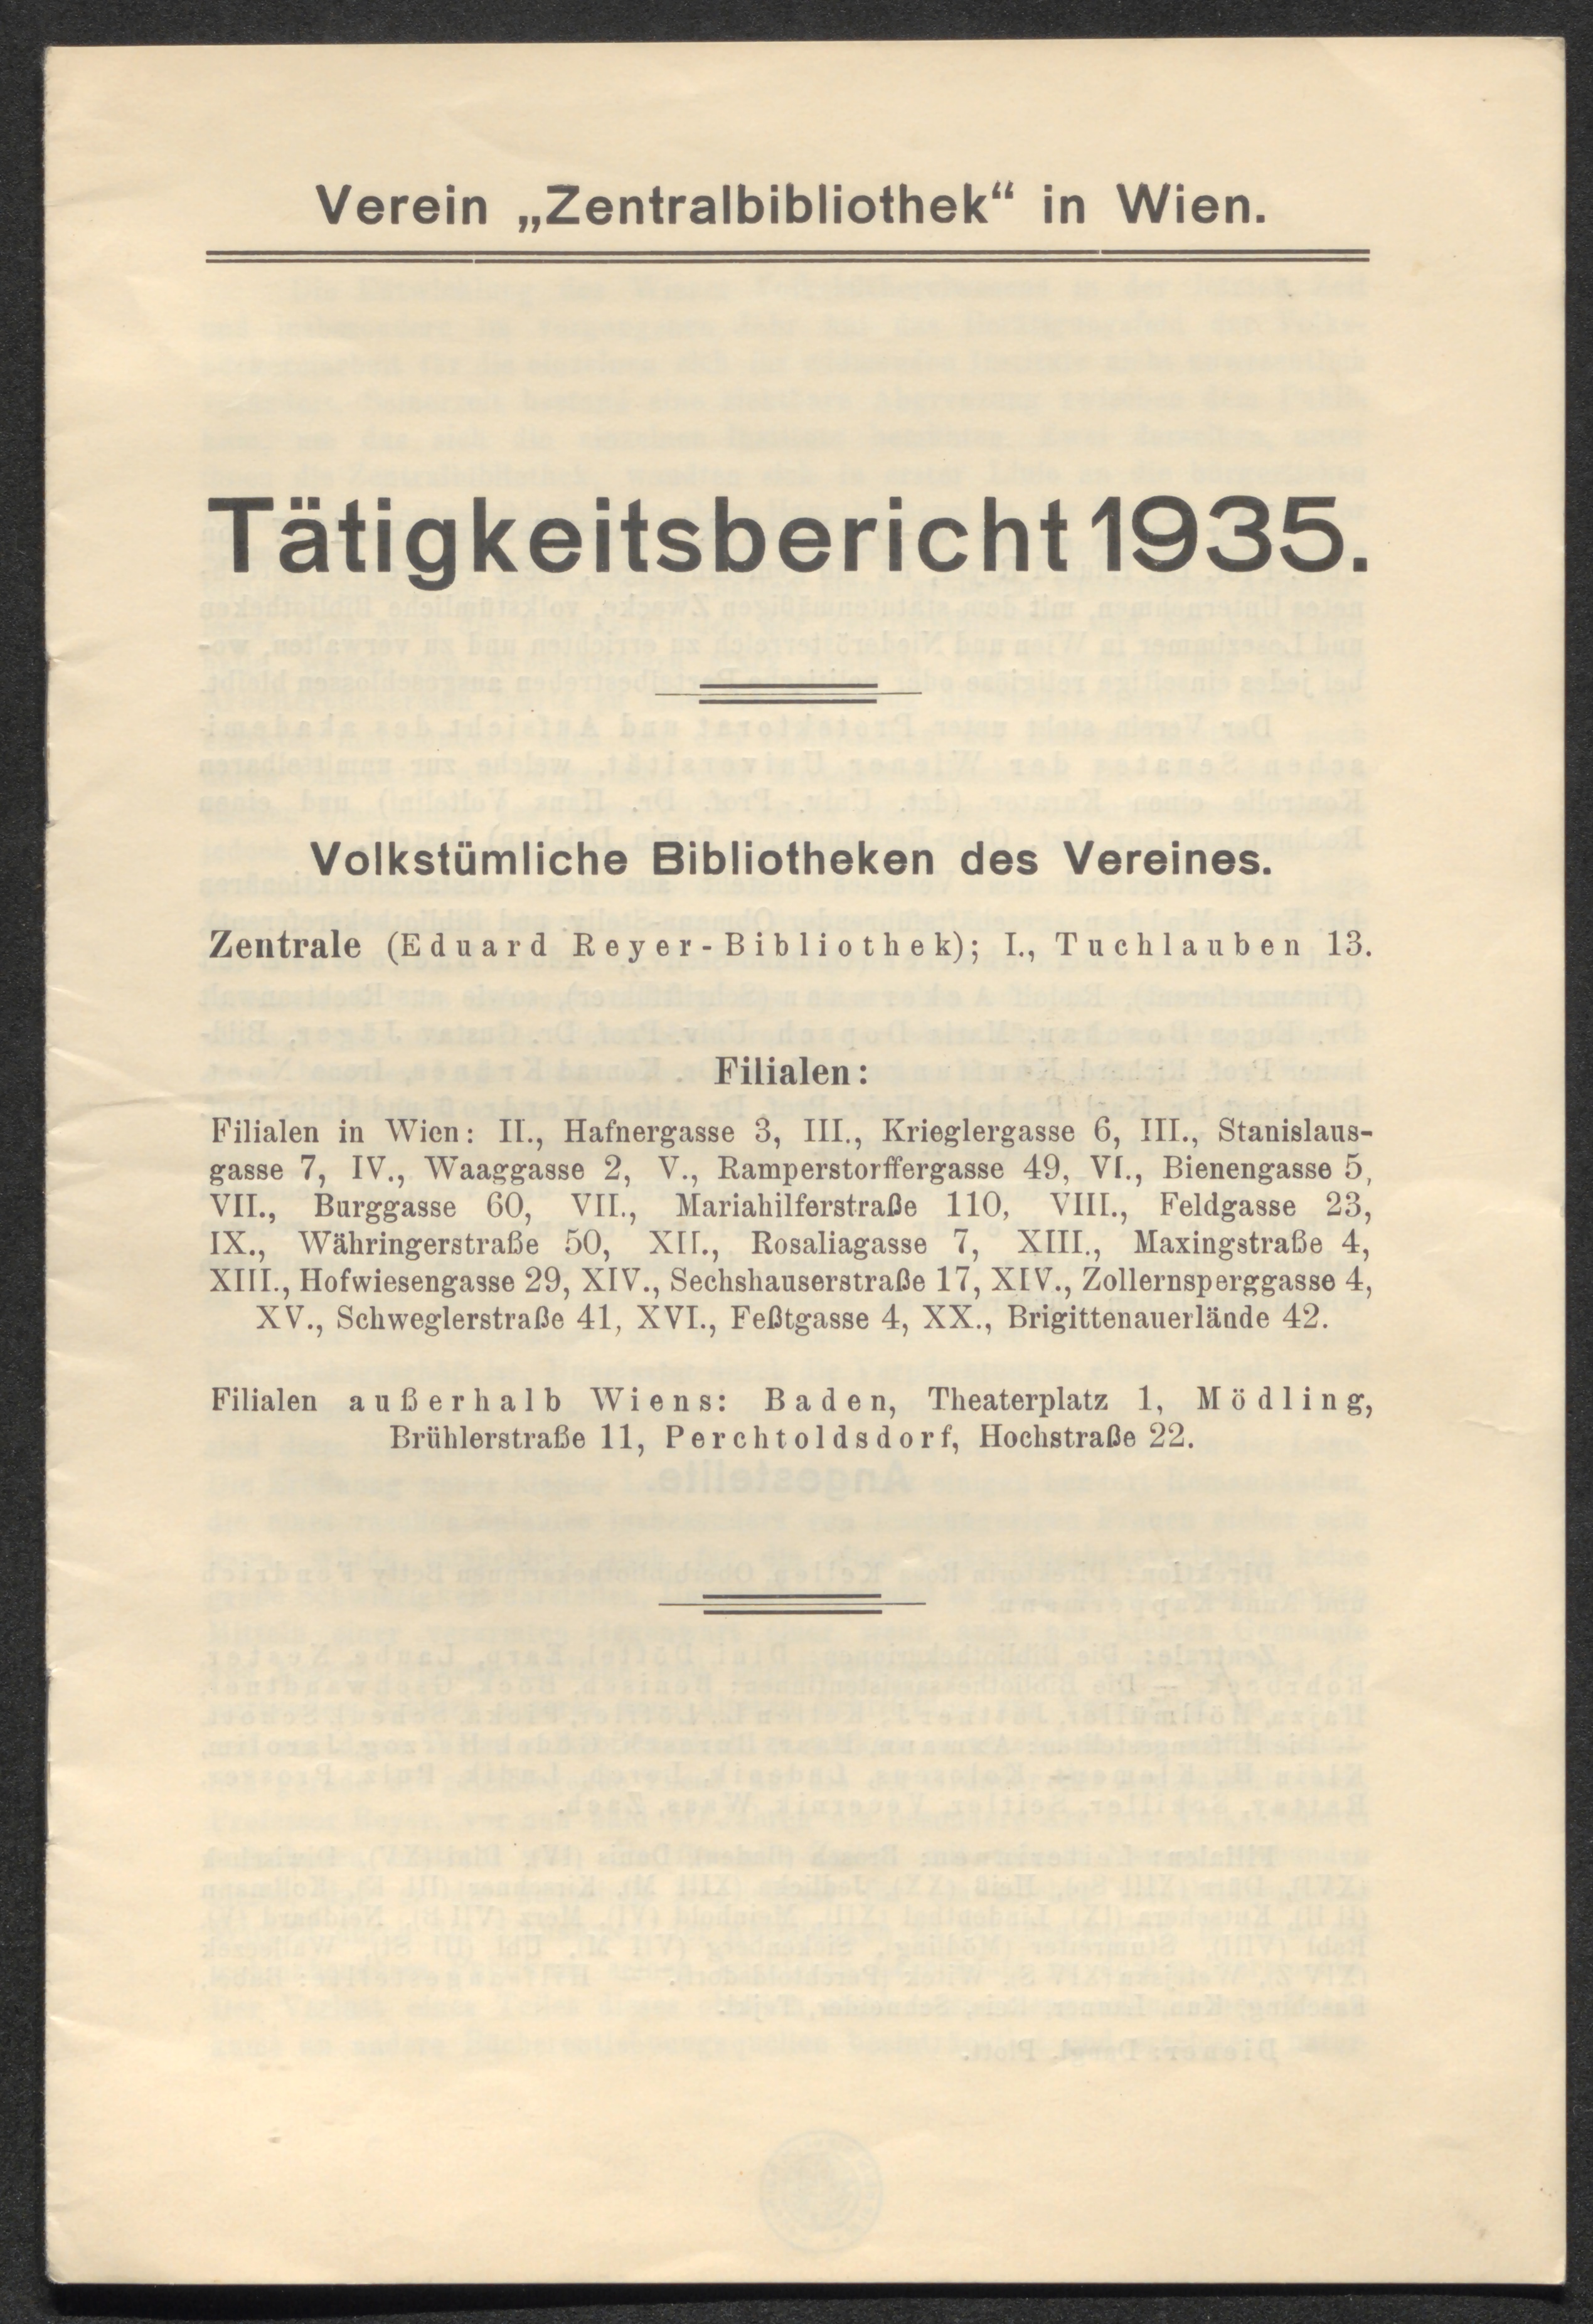 Verein „Zentralbibliothek“ in Wien.
Tätigkeitsbericht 1935.
Volkstümliche Bibliotheken des Vereines.
Zentrale (Eduard Reyer-Bibliothek); I., Tuchlauben 13.
Filialen:
Filialen in Wien: II., Hafnergasse 3, III., Krieglergasse 6, III., Stanislaus-
gasse 7, IV., Waaggasse 2, V., Ramperstorffergasse 49, VI., Bienengasse 5,
VII., Burggasse 60, VII., Mariahilferstraße 110, VIII., Feldgasse 23,
IX., Währingerstraße 50, XII., Rosaliagasse 7, XIII., Maxingstraße 4,
XIII., Hofwiesengasse 29, XIV., Sechshauserstraße 17, XIV., Zollernsperggasse 4,
XV., Schweglerstraße 41, XVI., Feßtgasse 4, XX., Brigittenauerlände 42.
Filialen außerhalb Wiens: Baden, Theaterplatz 1, Mödling,
Brühlerstraße 11, Perchtoldsdorf, Hochstraße 22.